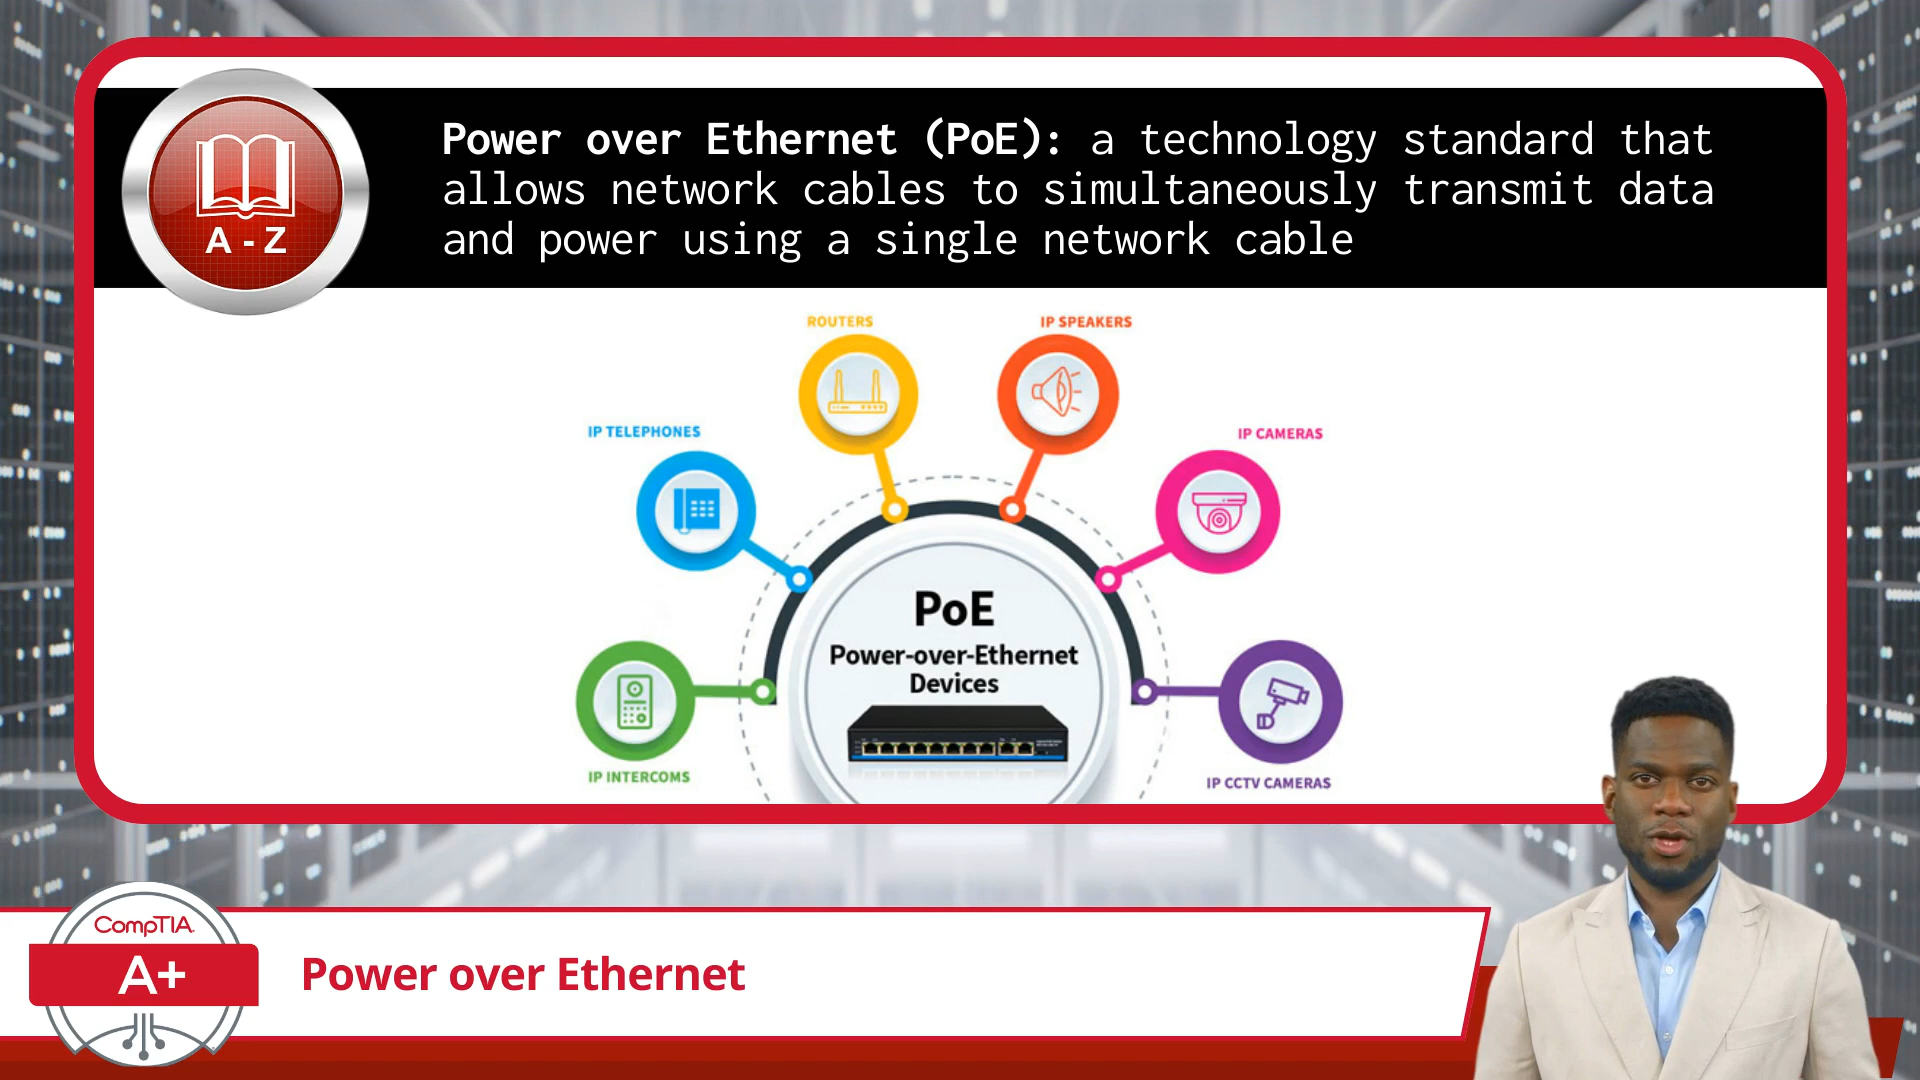 Power over Ethernet (PoE): a technology standard that
allows network cables to simultaneously transmit data
and power using a single network cable
A - Z
ROUTERS
IP SPEAKERS
IP TELEPHONES
IP CAMERAS
PoE
Power-over-Ethernet
Devices
IP INTERCOMS
IP CCTV CAMERAS
CompTIA.
A+
Power over Ethernet